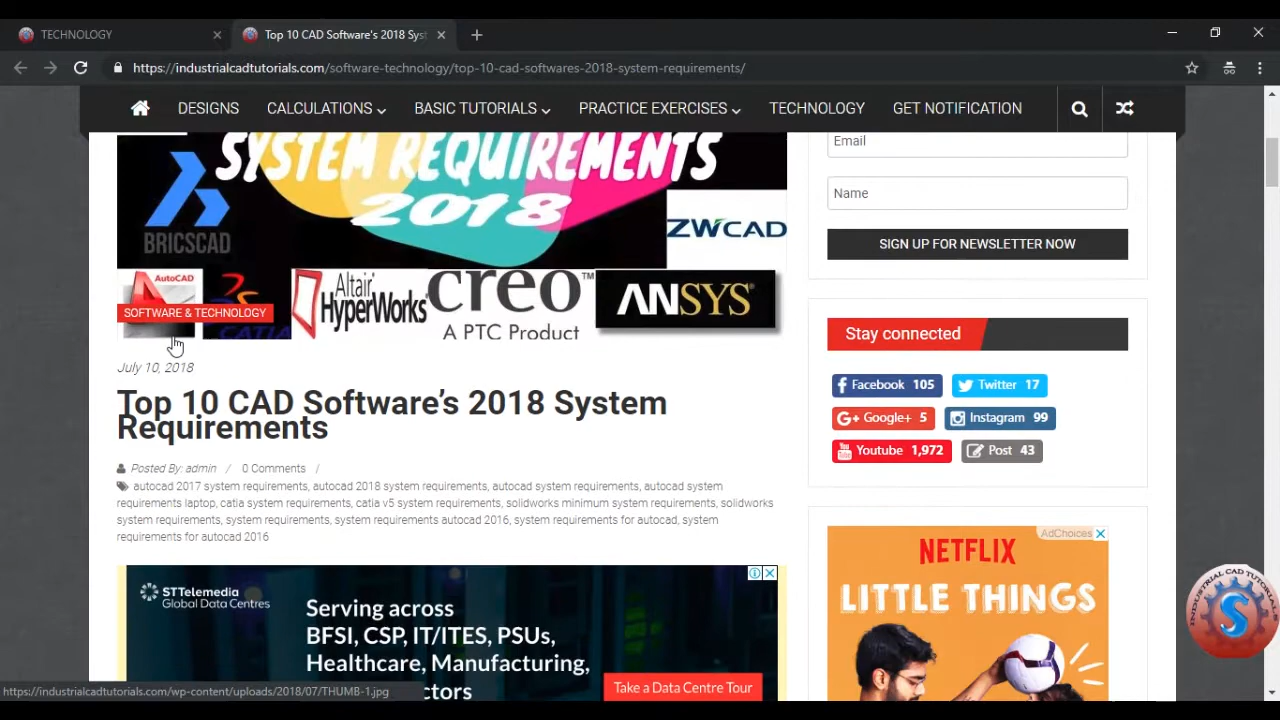 TECHNOLOGY
Top 10 CAD Software's 2018 Sys
https://industrialcadtutorials.com/software-technology/top-10-cad-softwares-2018-system-requirements/
DESIGNS CALCULATIONS BASIC TUTORIALS PRACTICE EXERCISES TECHNOLOGY GET NOTIFICATION
SYSTEM REQUIREMENTS
2018
BRICSCAD
ZWCAD
AutoCAD
CATIA
Altair
HyperWorks
creo™
A PTC Product
ANSYS
SOFTWARE & TECHNOLOGY
July 10, 2018
Top 10 CAD Software’s 2018 System
Requirements
Posted By: admin / 0 Comments /
autocad 2017 system requirements, autocad 2018 system requirements, autocad system requirements, autocad system
requirements laptop, catia system requirements, catia v5 system requirements, solidworks minimum system requirements, solidworks
system requirements, system requirements, system requirements autocad 2016, system requirements for autocad, system
requirements for autocad 2016
STTelemedia
Global Data Centres
Serving across
BFSI, CSP, IT/ITES, PSUs,
Healthcare, Manufacturing,
ctors
Take a Data Centre Tour
https://industrialcadtutorials.com/wp-content/uploads/2018/07/THUMB-1.jpg
Email
Name
SIGN UP FOR NEWSLETTER NOW
Stay connected
Facebook 105
Twitter 17
G+ Google+ 5
Instagram 99
Youtube 1,972
Post 43
AdChoices
NETFLIX
LITTLE THINGS
INDUSTRIAL CAD TUTORIALS
S